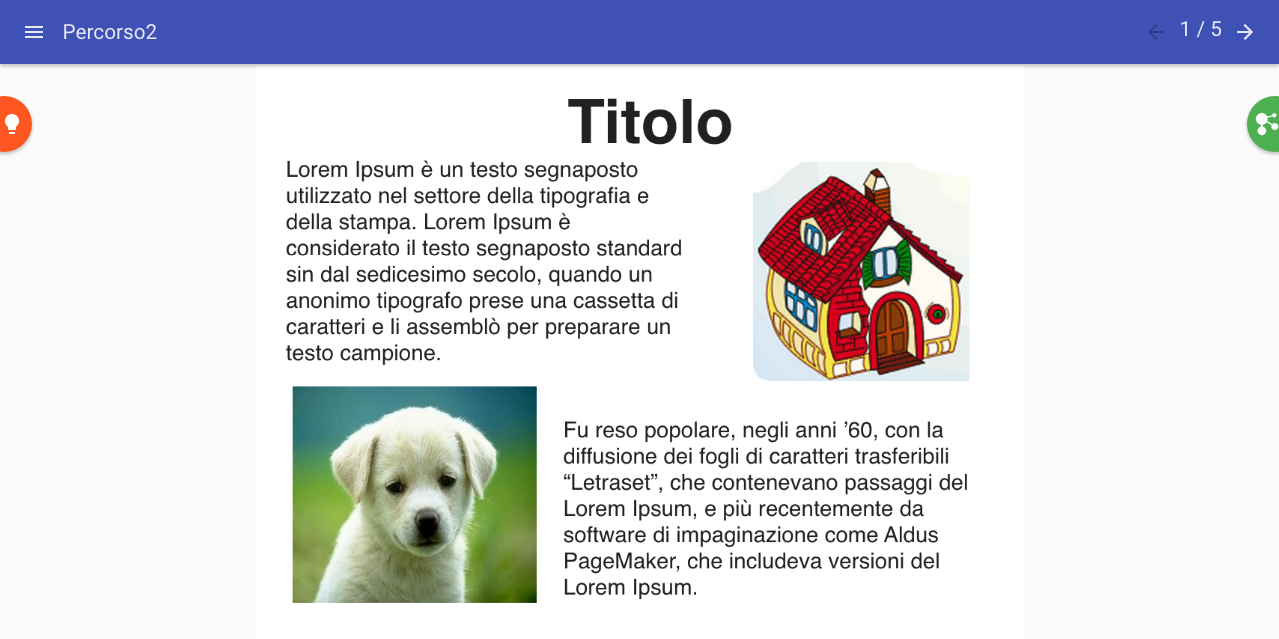 Percorso2
1 / 5
Titolo
Lorem Ipsum è un testo segnaposto
utilizzato nel settore della tipografia e
della stampa. Lorem Ipsum è
considerato il testo segnaposto standard
sin dal sedicesimo secolo, quando un
anonimo tipografo prese una cassetta di
caratteri e li assemblò per preparare un
testo campione.
Fu reso popolare, negli anni ’60, con la
diffusione dei fogli di caratteri trasferibili
“Letraset”, che contenevano passaggi del
Lorem Ipsum, e più recentemente da
software di impaginazione come Aldus
PageMaker, che includeva versioni del
Lorem Ipsum.